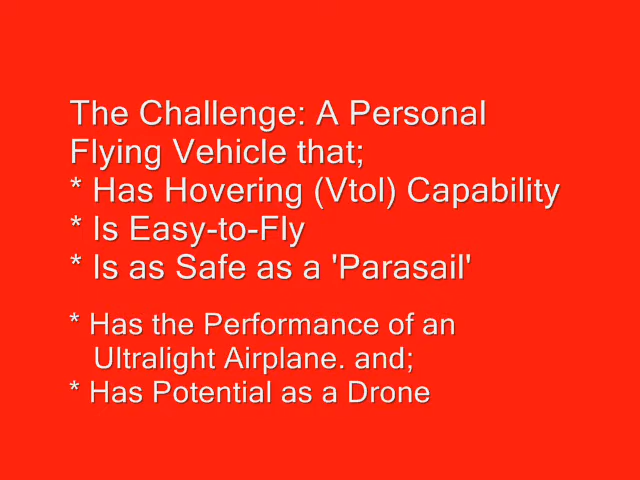 The Challenge: A Personal
Flying Vehicle that;
* Has Hovering (Vtol) Capability
* Is Easy-to-Fly
* Is as Safe as a 'Parasail'
* Has the Performance of an
Ultralight Airplane. and;
* Has Potential as a Drone